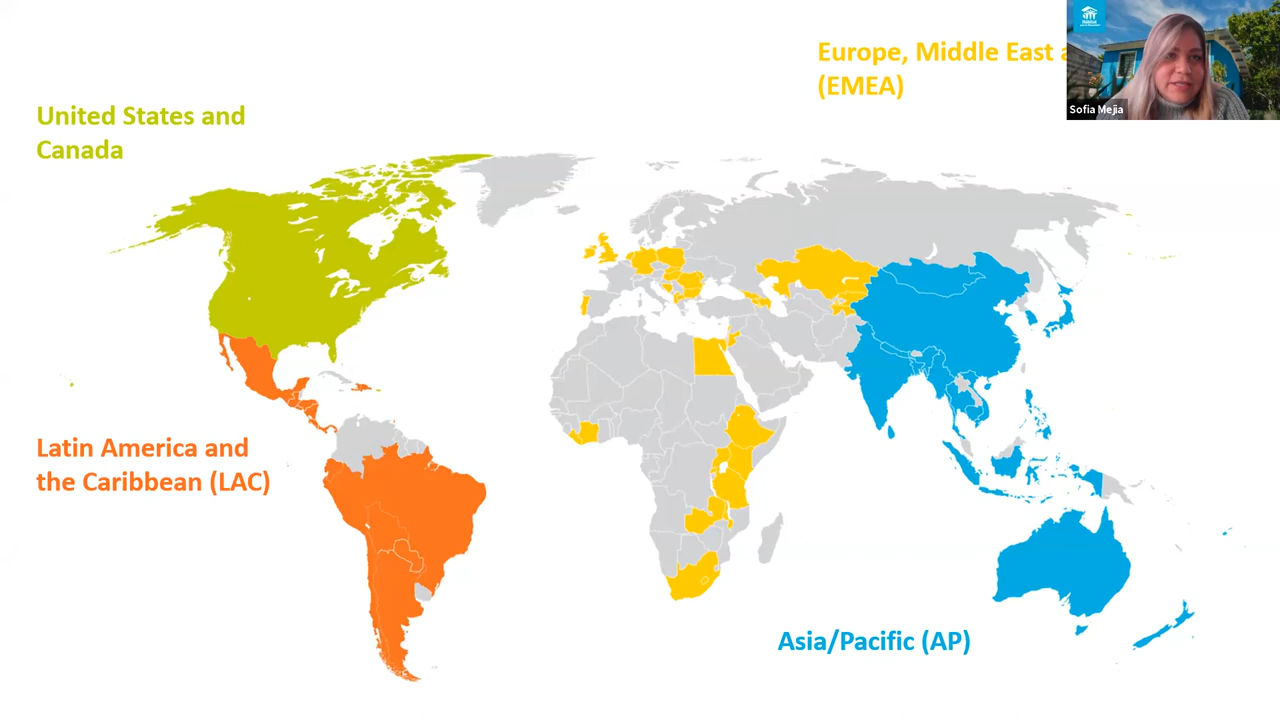 Europe, Middle East a
(EMEA)
Habitat
Sofia Mejia
United States and
Canada
Latin America and
the Caribbean (LAC)
Asia/Pacific (AP)